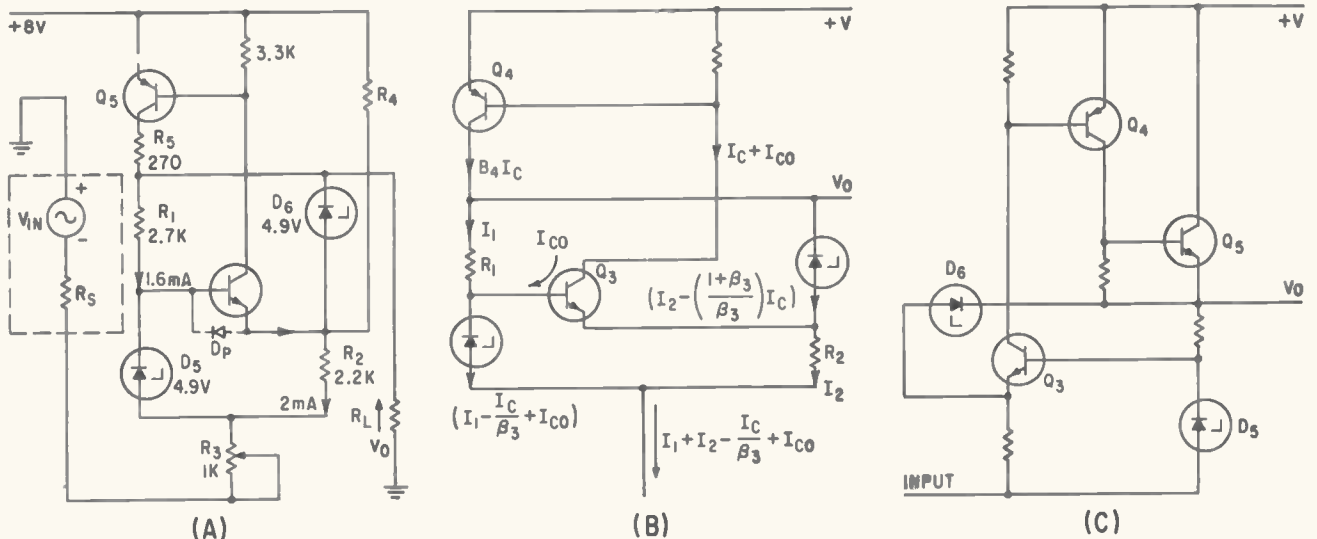 +8V
3.3K
Q5
R4
R5
270
+
VIN
-
RS
R1
2.7K
D6
4.9V
1.6mA
DP
D5
4.9V
R2
2.2K
2mA
RL
VO
R3
1K
(A)
+V
Q4
IC + ICO
B4 IC
VO
I1
R1
ICO
Q3
(I2 - ((1+β3)/β3) IC)
R2
I2
(I1 - IC/β3 + ICO)
I1 + I2 - IC/β3 + ICO
(B)
+V
Q4
Q5
D6
VO
Q3
D5
INPUT
(C)